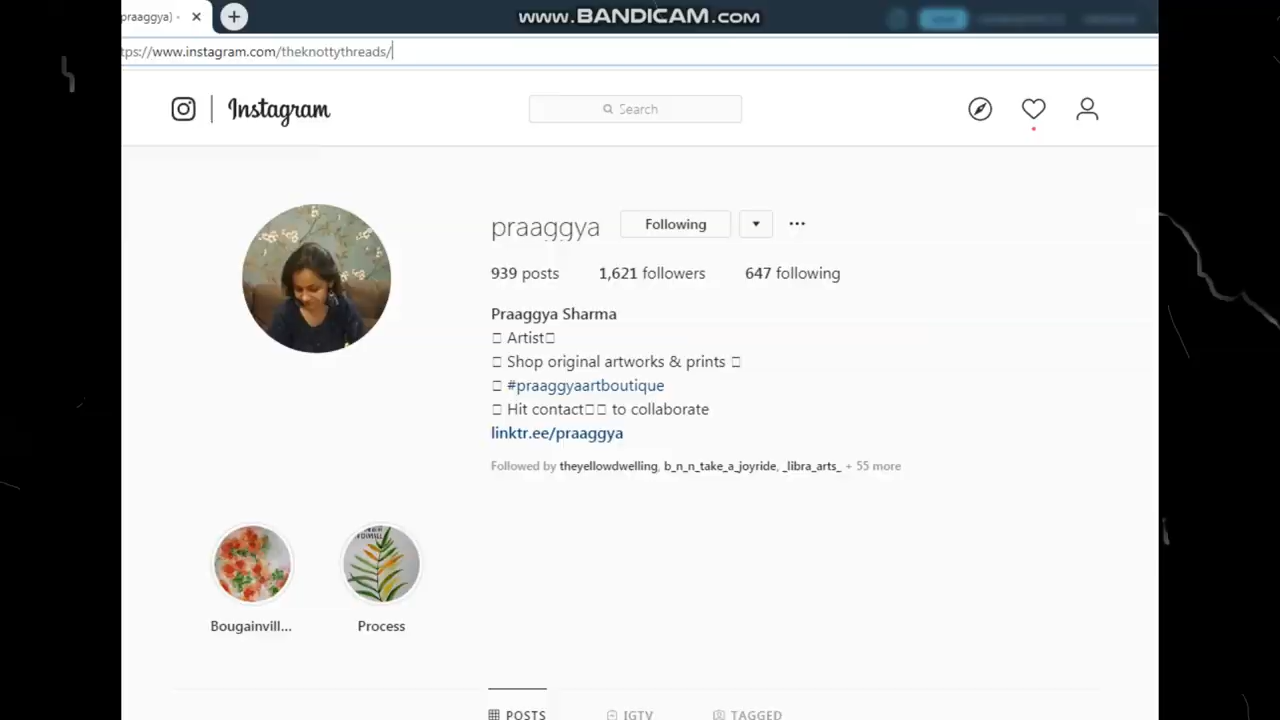 praaggya) -
www.BANDICAM.com
tps://www.instagram.com/theknottythreads/
Instagram
Search
praaggya
Following
939 posts
1,621 followers
647 following
Praaggya Sharma
Artist
Shop original artworks & prints
#praaggyaartboutique
Hit contact to collaborate
linktr.ee/praaggya
Followed by theyellowdwelling, b_n_n_take_a_joyride, _libra_arts_ + 55 more
Bougainvill...
Process
POSTS
IGTV
TAGGED